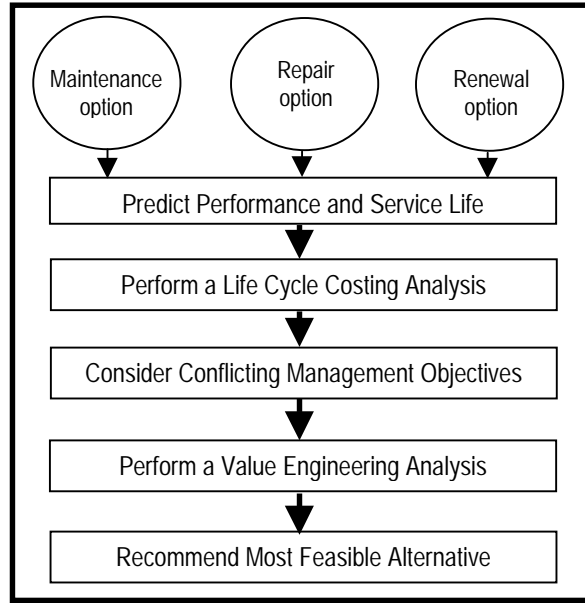 Maintenance
option
Repair
option
Renewal
option
Predict Performance and Service Life
Perform a Life Cycle Costing Analysis
Consider Conflicting Management Objectives
Perform a Value Engineering Analysis
Recommend Most Feasible Alternative